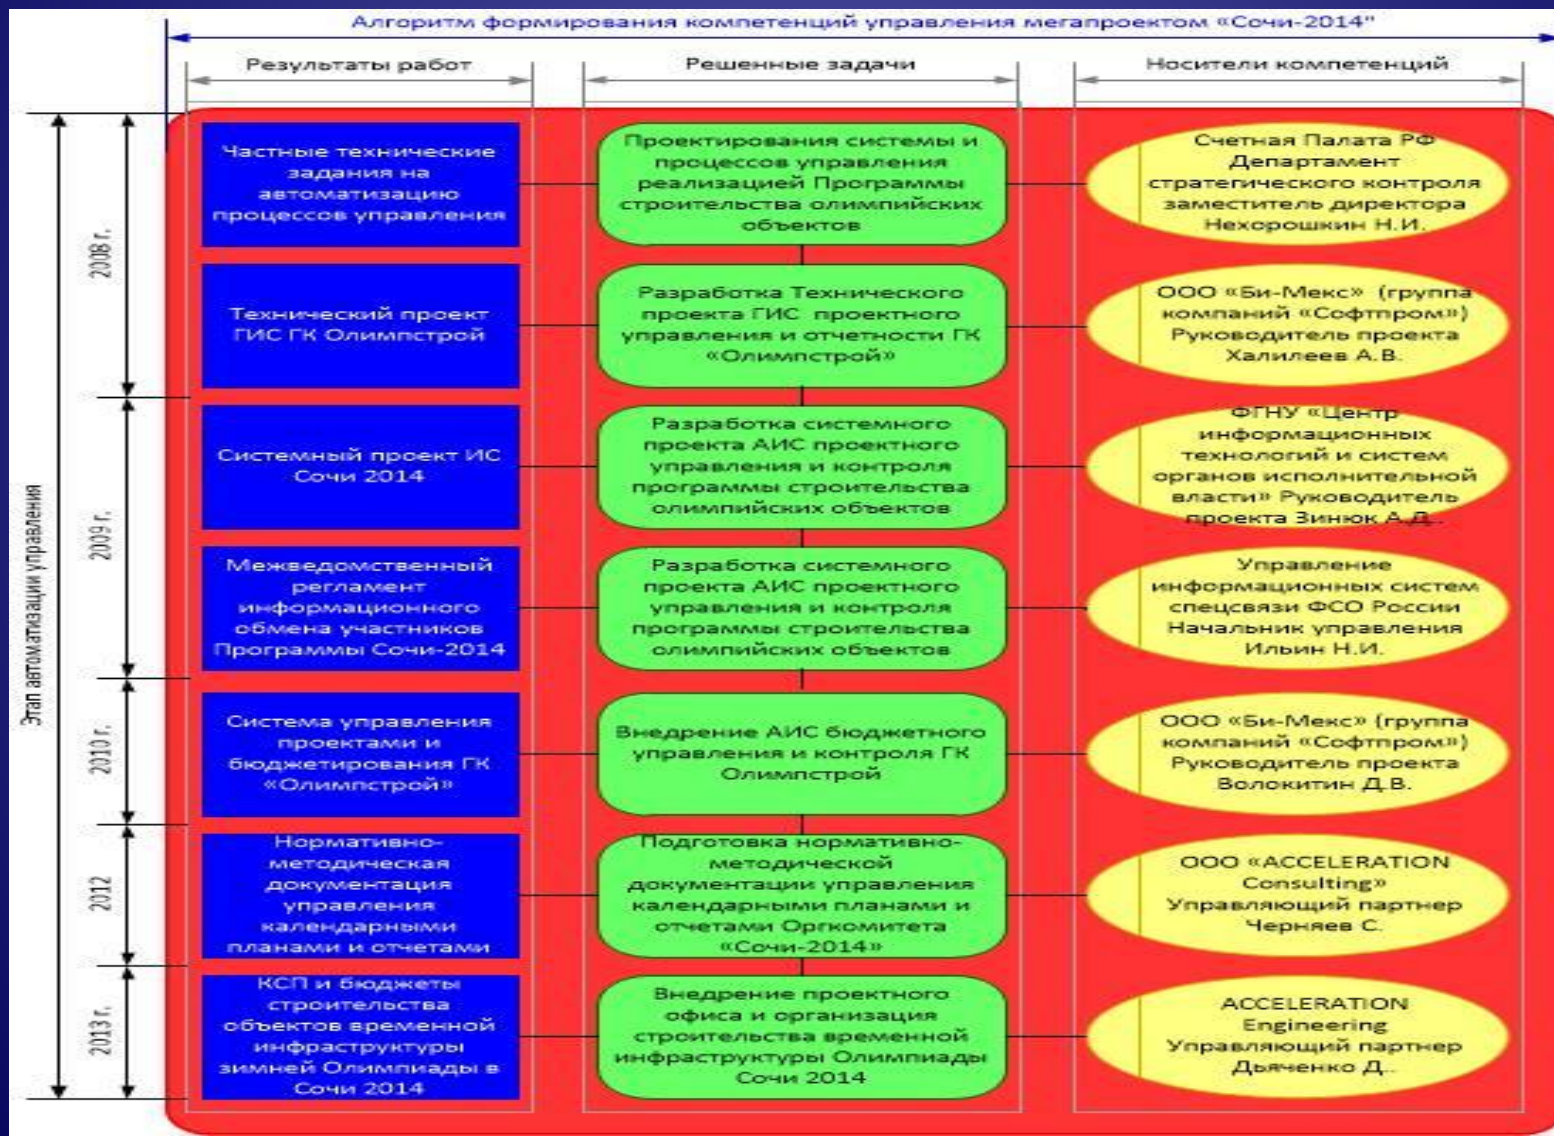 Алгоритм формирования компетенций управления мегапроектом «Сочи-2014"
Результаты работ
Решенные задачи
Носители компетенций
Этап автоматизации управления
2008 г.
Частные технические
задания на
автоматизацию
процессов управления
Проектирования системы и
процессов управления
реализацией Программы
строительства олимпийских
объектов
Счетная Палата РФ
Департамент
стратегического контроля
заместитель директора
Нехорошкин Н.И.
Технический проект
ГИС ГК Олимпстрой
Разработка Технического
проекта ГИС проектного
управления и отчетности ГК
«Олимпстрой»
ООО «Би-Мекс» (группа
компаний «Софтпром»)
Руководитель проекта
Халилеев А.В.
2009 г.
Системный проект ИС
Сочи 2014
Разработка системного
проекта АИС проектного
управления и контроля
программы строительства
олимпийских объектов
ФГНУ «Центр
информационных
технологий и систем
органов исполнительной
власти» Руководитель
проекта Зинюк А.Д..
Межведомственный
регламент
информационного
обмена участников
Программы Сочи-2014
Разработка системного
проекта АИС проектного
управления и контроля
программы строительства
олимпийских объектов
Управление
информационных систем
спецсвязи ФСО России
Начальник управления
Ильин Н.И.
2010 г.
Система управления
проектами и
бюджетирования ГК
«Олимпстрой»
Внедрение АИС бюджетного
управления и контроля ГК
Олимпстрой
ООО «Би-Мекс» (группа
компаний «Софтпром»)
Руководитель проекта
Волокитин Д.В.
2012
Нормативно-
методическая
документация
управления
календарными
планами и отчетами
Подготовка нормативно-
методической
документации управления
календарными планами и
отчетами Оргкомитета
«Сочи-2014»
ООО «ACCELERATION
Consulting»
Управляющий партнер
Черняев С.
2013 г.
КСП и бюджеты
строительства
объектов временной
инфраструктуры
зимней Олимпиады в
Сочи 2014
Внедрение проектного
офиса и организация
строительства временной
инфраструктуры Олимпиады
Сочи 2014
ACCELERATION
Engineering
Управляющий партнер
Дьяченко Д..